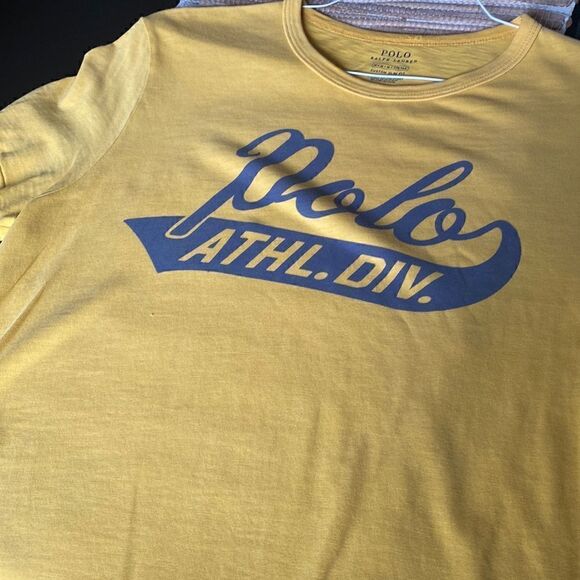 POLO
RALPH LAUREN
Polo
ATHL. DIV.